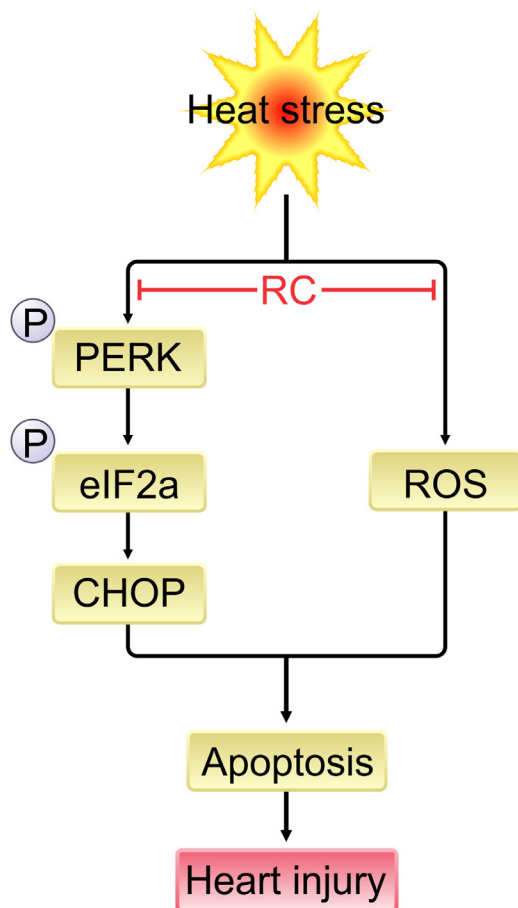 Heat stress
RC
P
PERK
P
eIF2a
ROS
CHOP
Apoptosis
Heart injury